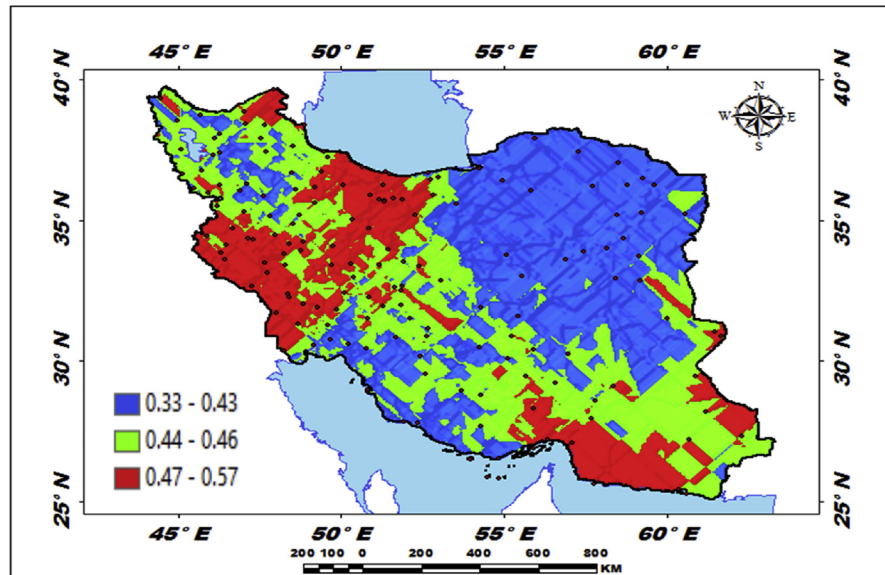 45° E 50° E 55° E 60° E
40° N 40° N
N
W E
S
35° N 35° N
30° N 30° N
0.33 - 0.43
0.44 - 0.46
0.47 - 0.57
25° N 25° N
45° E 50° E 55° E 60° E
200 100 0 200 400 600 800
KM